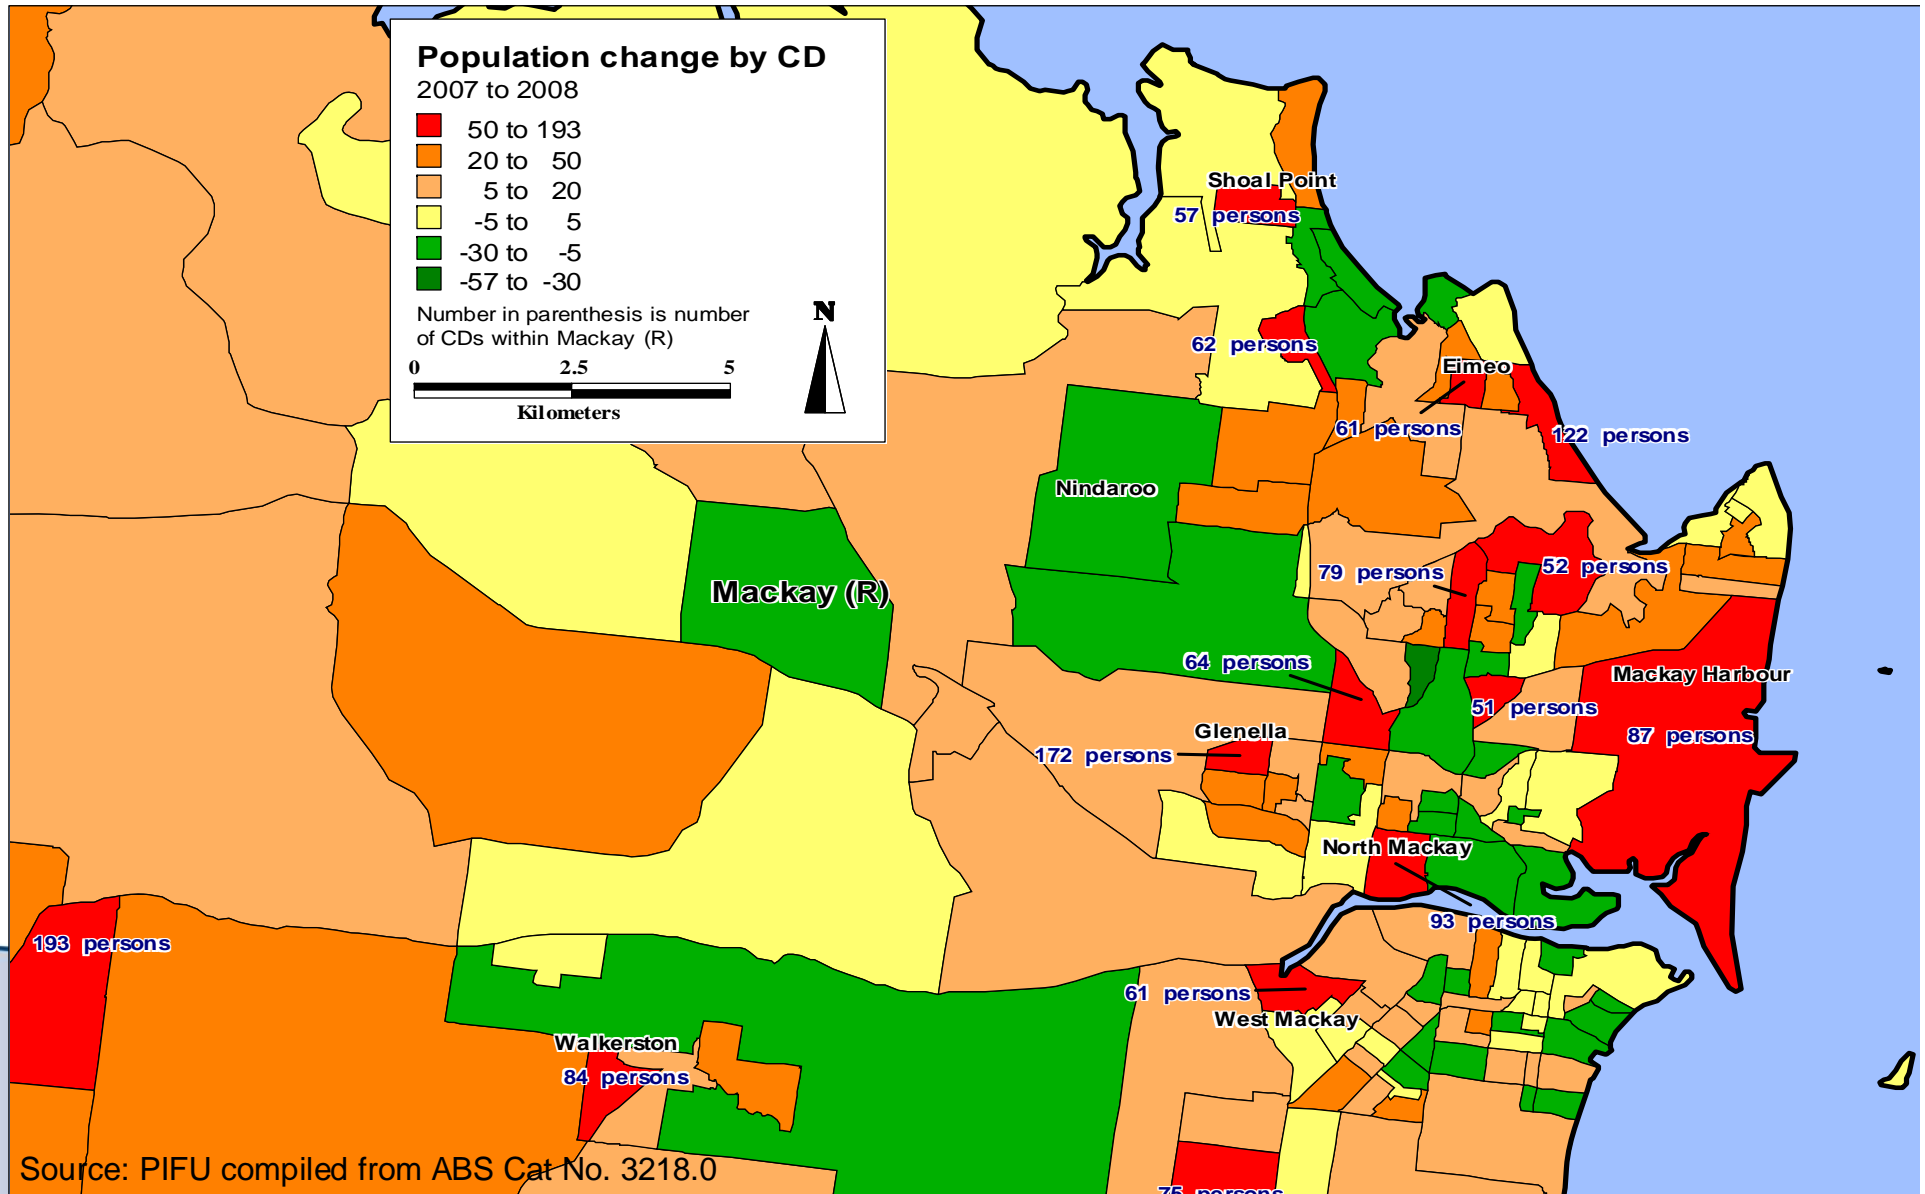 Population change by CD
2007 to 2008
50 to 193
20 to 50
5 to 20
-5 to 5
-30 to -5
-57 to -30
Number in parenthesis is number
of CDs within Mackay (R)
N
0 2.5 5
Kilometers
Shoal Point
57 persons
62 persons
Eimeo
61 persons
122 persons
Nindaroo
Mackay (R)
79 persons
52 persons
64 persons
Mackay Harbour
51 persons
87 persons
Glenella
172 persons
North Mackay
93 persons
193 persons
61 persons
West Mackay
Walkerston
84 persons
Source: PIFU compiled from ABS Cat No. 3218.0
75 persons